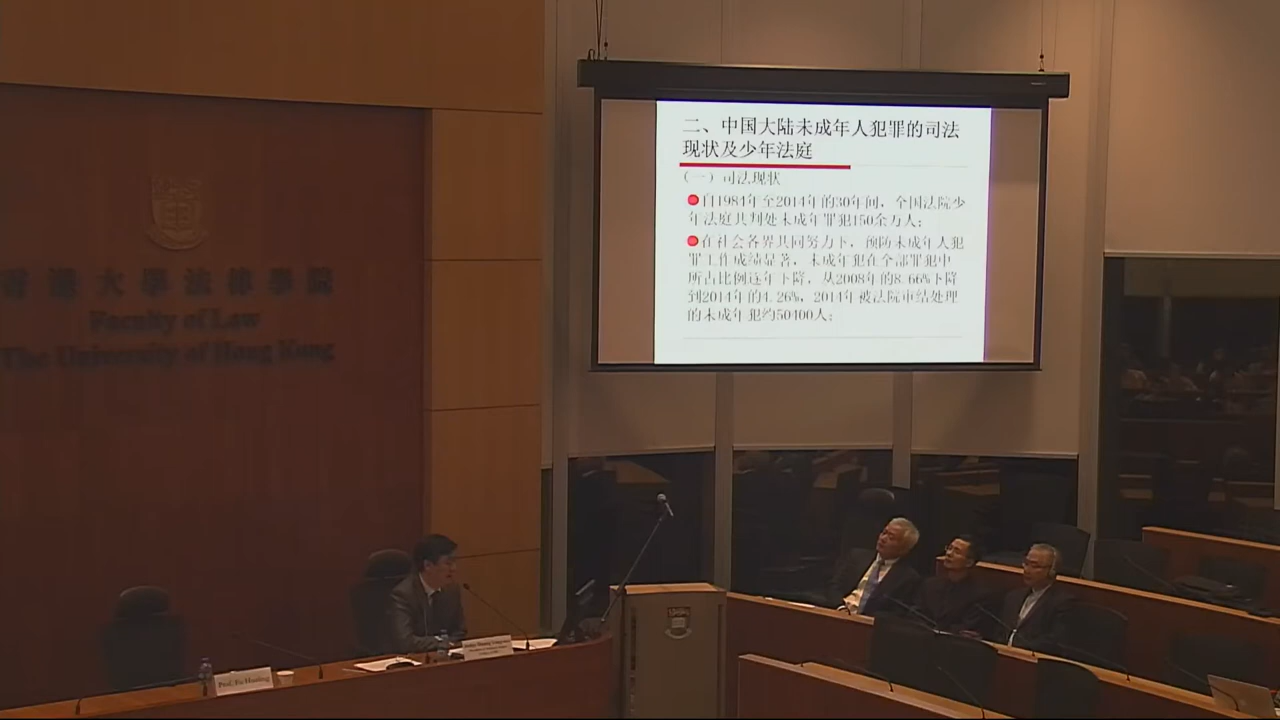 二、中国大陆未成年人犯罪的司法
现状及少年法庭
（一）司法现状
自1984年至2014年的30年间，全国法院少
年法庭共判处未成年罪犯150余万人；
在社会各界共同努力下，预防未成年人犯
罪工作成绩显著，未成年犯在全部罪犯中
所占比例逐年下降，从2008年的8.66%下降
到2014年的4.26%，2014年被法院审结处理
的未成年犯约50400人；
香港大學法律學院
Faculty of Law
The University of Hong Kong
Prof. Fu Hualing